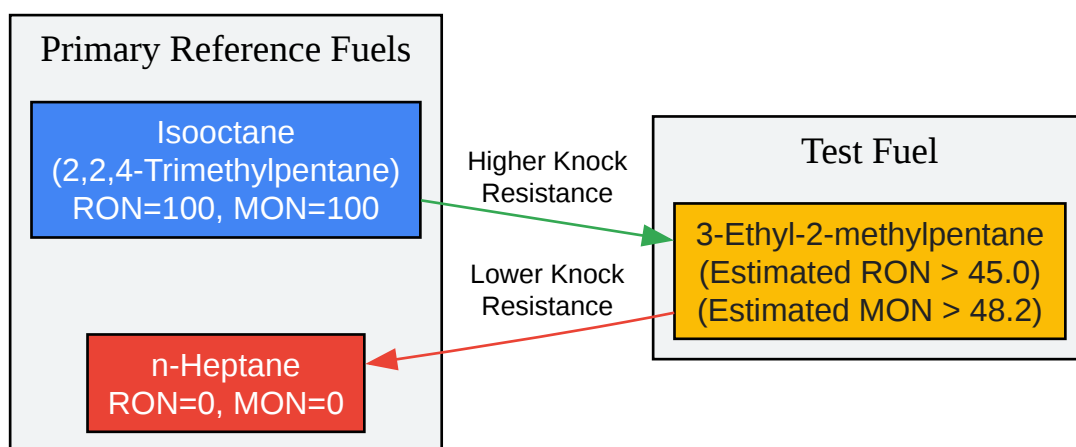 Primary Reference Fuels
Isooctane
(2,2,4-Trimethylpentane)
RON=100, MON=100
n-Heptane
RON=0, MON=0
Higher Knock
Resistance
Lower Knock
Resistance
Test Fuel
3-Ethyl-2-methylpentane
(Estimated RON > 45.0)
(Estimated MON > 48.2)